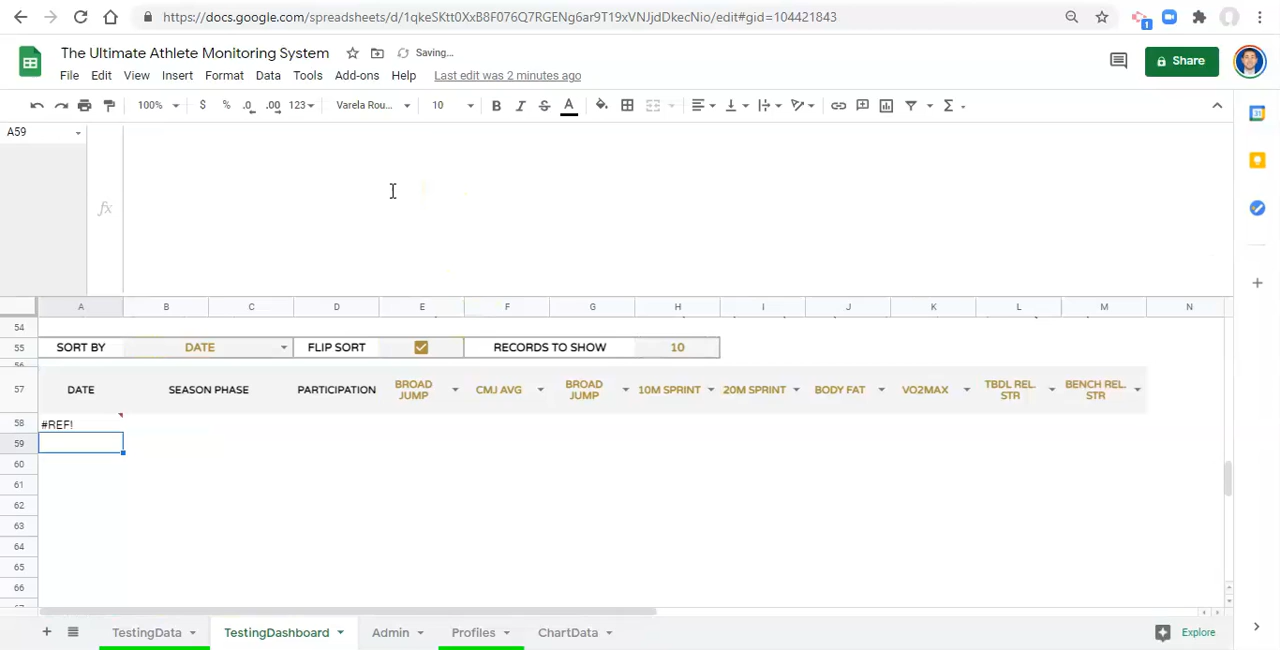 https://docs.google.com/spreadsheets/d/1qkeSKtt0XxB8F076Q7RGENg6ar9T19xVNJjdDkecNio/edit#gid=104421843
1
The Ultimate Athlete Monitoring System
Saving...
File Edit View Insert Format Data Tools Add-ons Help Last edit was 2 minutes ago
Share
100% $ % .0 .00 123 Varela Rou... 10 B I S A Σ
A59
fx
A B C D E F G H I J K L M N
54
55 SORT BY DATE FLIP SORT RECORDS TO SHOW 10
56
57 DATE SEASON PHASE PARTICIPATION BROAD JUMP CMJ AVG BROAD JUMP 10M SPRINT 20M SPRINT BODY FAT VO2MAX TBDL REL. STR BENCH REL. STR
58 #REF!
59
60
61
62
63
64
65
66
TestingData TestingDashboard Admin Profiles ChartData Explore